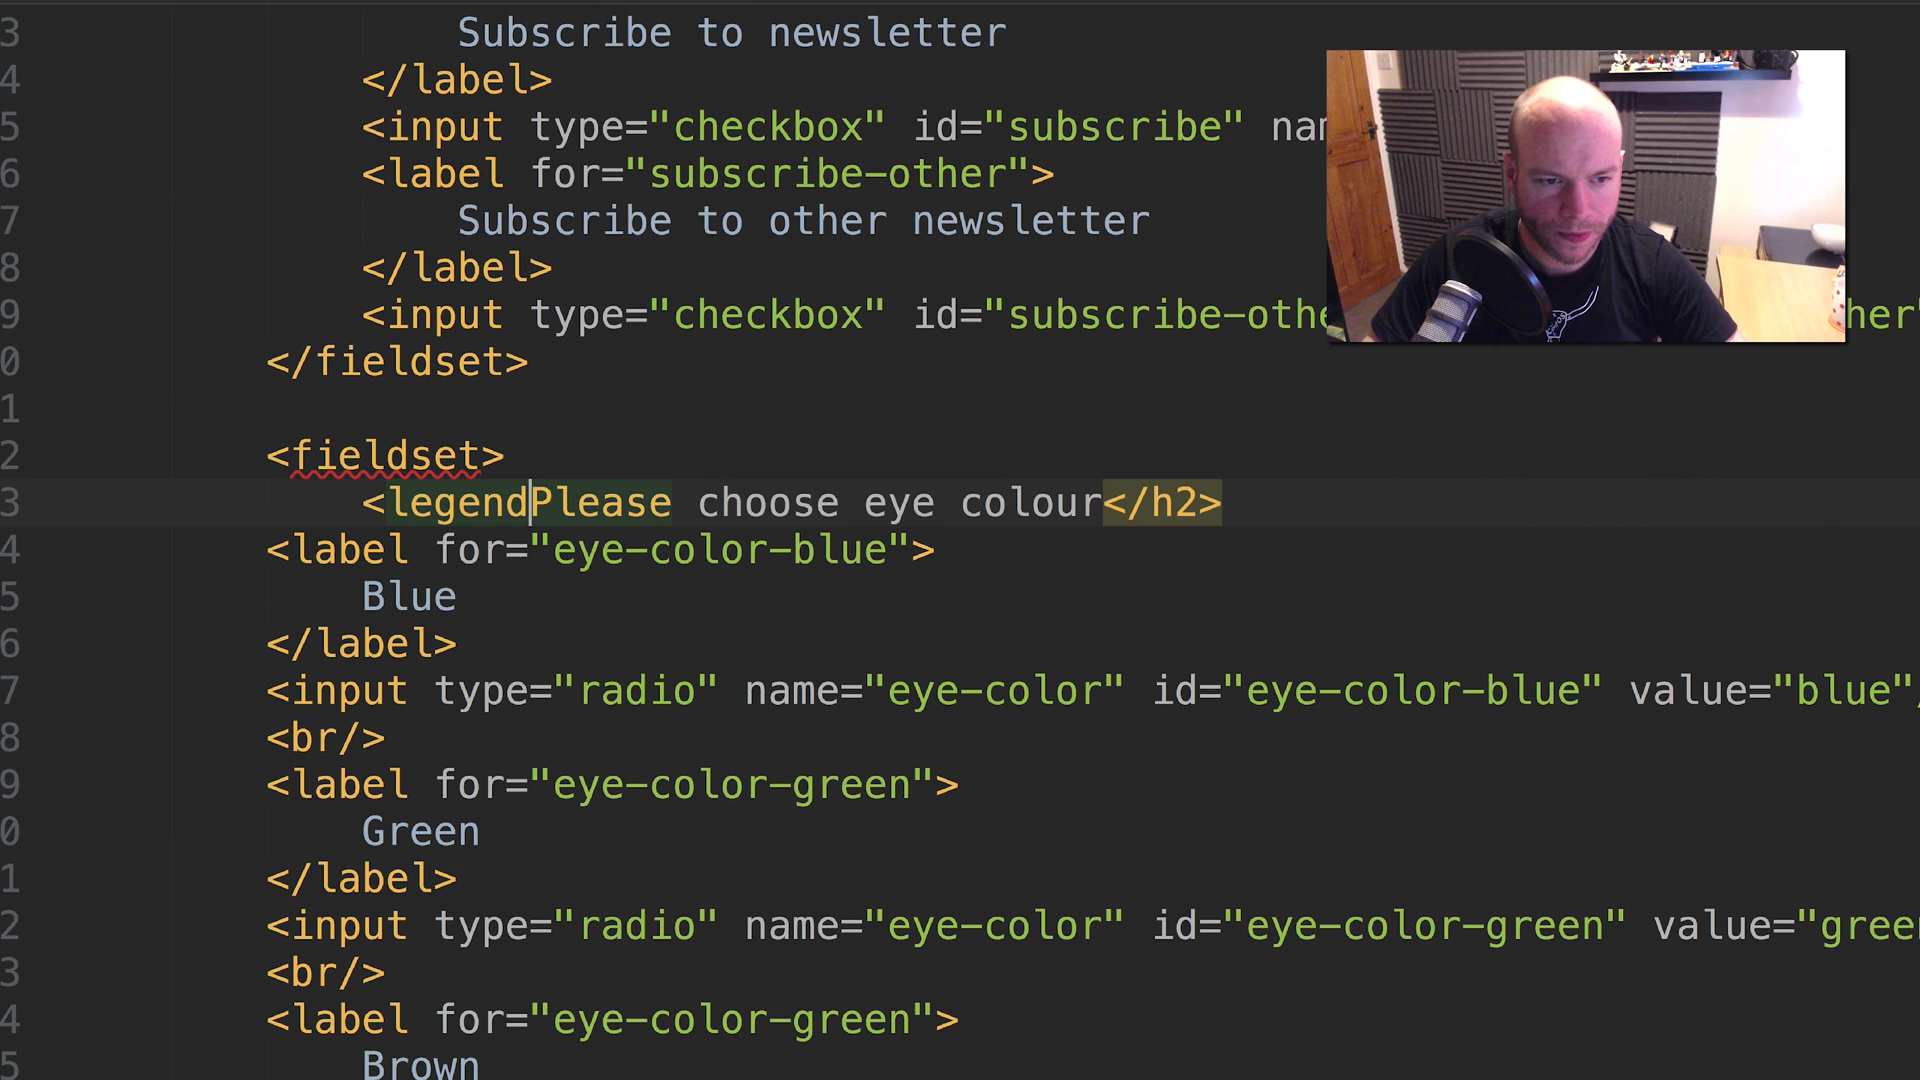 3 Subscribe to newsletter
4 </label>
5 <input type="checkbox" id="subscribe" nam
6 <label for="subscribe-other">
7 Subscribe to other newsletter
8 </label>
9 <input type="checkbox" id="subscribe-othe her"
0 </fieldset>
1
2 <fieldset>
3 <legendPlease choose eye colour</h2>
4 <label for="eye-color-blue">
5 Blue
6 </label>
7 <input type="radio" name="eye-color" id="eye-color-blue" value="blue"
8 <br/>
9 <label for="eye-color-green">
0 Green
1 </label>
2 <input type="radio" name="eye-color" id="eye-color-green" value="green
3 <br/>
4 <label for="eye-color-green">
5 Brown